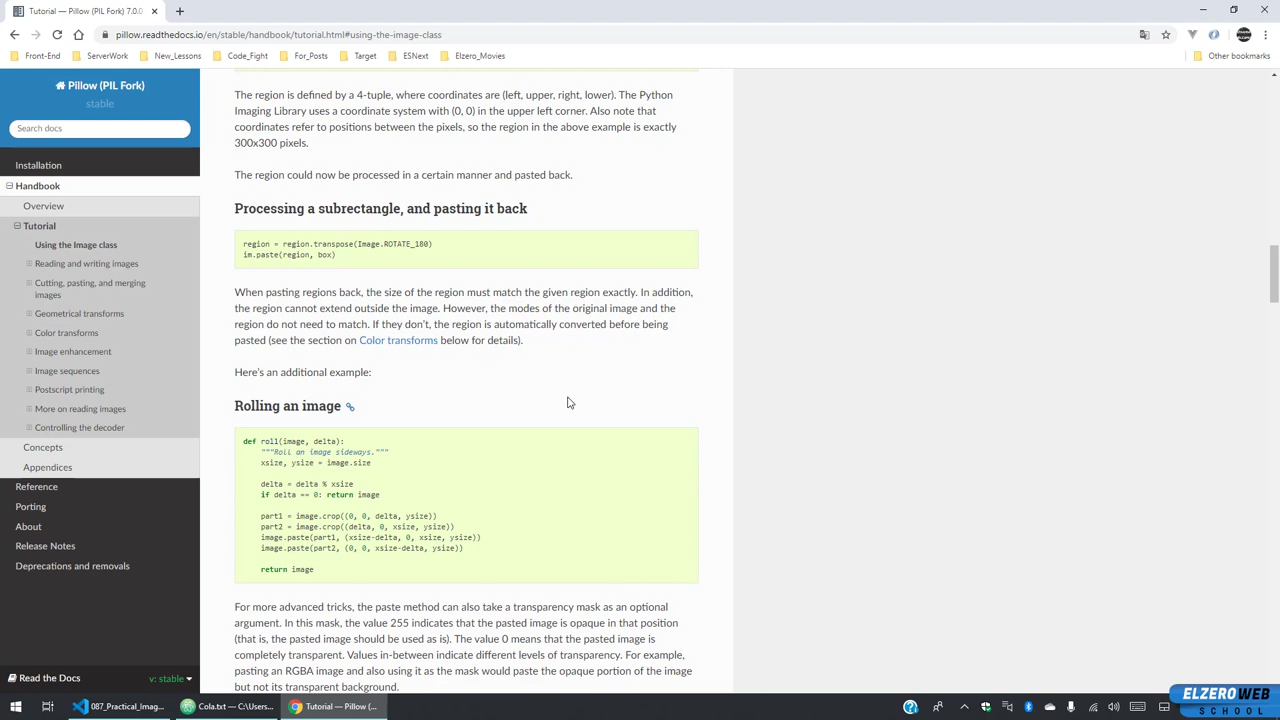 Tutorial — Pillow (PIL Fork) 7.0.0
pillow.readthedocs.io/en/stable/handbook/tutorial.html#using-the-image-class
Front-End
ServerWork
New_Lessons
Code_Fight
For_Posts
Target
ESNext
Elzero_Movies
Other bookmarks
Pillow (PIL Fork)
stable
Search docs
Installation
Handbook
Overview
Tutorial
Using the Image class
Reading and writing images
Cutting, pasting, and merging
images
Geometrical transforms
Color transforms
Image enhancement
Image sequences
Postscript printing
More on reading images
Controlling the decoder
Concepts
Appendices
Reference
Porting
About
Release Notes
Deprecations and removals
Read the Docs
v: stable
The region is defined by a 4-tuple, where coordinates are (left, upper, right, lower). The Python
Imaging Library uses a coordinate system with (0, 0) in the upper left corner. Also note that
coordinates refer to positions between the pixels, so the region in the above example is exactly
300x300 pixels.
The region could now be processed in a certain manner and pasted back.
Processing a subrectangle, and pasting it back
region = region.transpose(Image.ROTATE_180)
im.paste(region, box)
When pasting regions back, the size of the region must match the given region exactly. In addition,
the region cannot extend outside the image. However, the modes of the original image and the
region do not need to match. If they don't, the region is automatically converted before being
pasted (see the section on Color transforms below for details).
Here's an additional example:
Rolling an image
def roll(image, delta):
"""Roll an image sideways."""
xsize, ysize = image.size
delta = delta % xsize
if delta == 0: return image
part1 = image.crop((0, 0, delta, ysize))
part2 = image.crop((delta, 0, xsize, ysize))
image.paste(part1, (xsize-delta, 0, xsize, ysize))
image.paste(part2, (0, 0, xsize-delta, ysize))
return image
For more advanced tricks, the paste method can also take a transparency mask as an optional
argument. In this mask, the value 255 indicates that the pasted image is opaque in that position
(that is, the pasted image should be used as is). The value 0 means that the pasted image is
completely transparent. Values in-between indicate different levels of transparency. For example,
pasting an RGBA image and also using it as the mask would paste the opaque portion of the image
but not its transparent background.
087_Practical_Imag...
Cola.txt — C:\Users...
Tutorial — Pillow (...
ELZEROWEB
SCHOOL